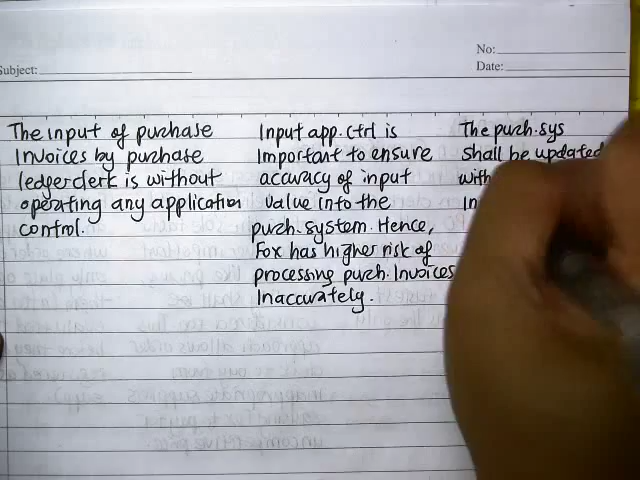 No:
Subject:
Date:
The input of purchase
Invoices by purchase
ledger clerk is without
operating any application
control.
Input app. ctrl is
Important to ensure
accuracy of input
value into the
purch. system. Hence,
Fox has higher risk of
processing purch. Invoices
Inaccurately.
The purch. sys
shall be updated
with